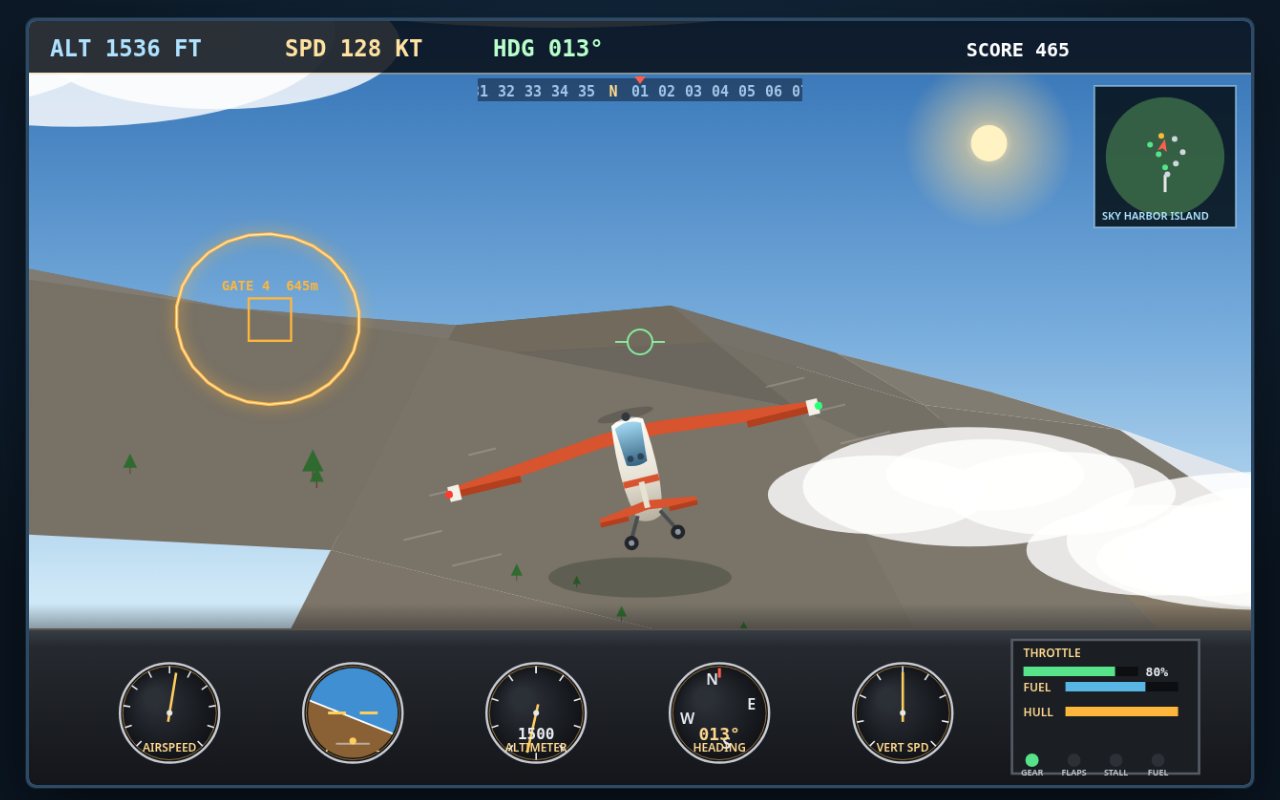 ALT 1536 FT
SPD 128 KT
HDG 013°
SCORE 465
31 32 33 34 35 N 01 02 03 04 05 06 07
SKY HARBOR ISLAND
GATE 4 645m
AIRSPEED
1500
ALTIMETER
N
E
S
W
013°
HEADING
VERT SPD
THROTTLE
80%
FUEL
HULL
GEAR FLAPS STALL FUEL